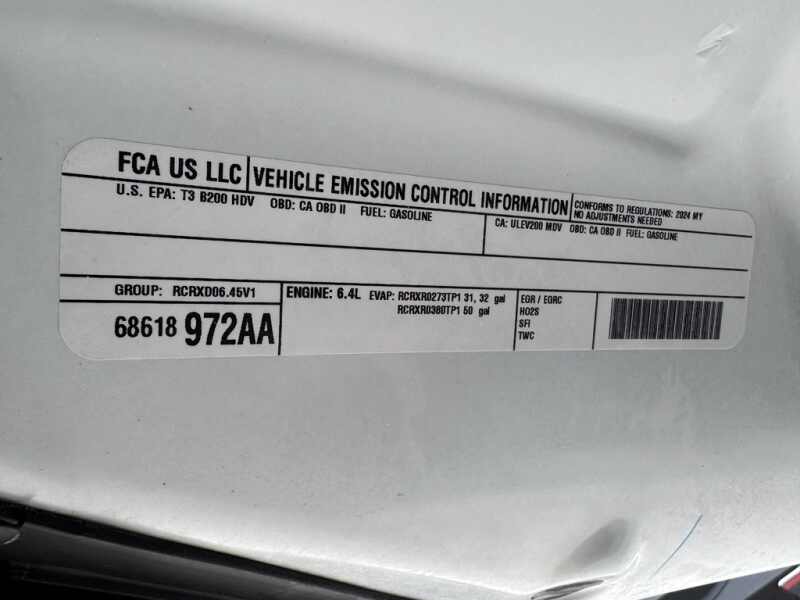 FCA US LLC
VEHICLE EMISSION CONTROL INFORMATION
CONFORMS TO REGULATIONS: 2024 MY
NO ADJUSTMENTS NEEDED
U.S. EPA: T3 B200 HDV OBD: CA OBD II FUEL: GASOLINE
CA: ULEV200 MDV OBD: CA OBD II FUEL: GASOLINE
GROUP: RCRXD06.45V1
68618 972AA
ENGINE: 6.4L EVAP: RCRXR0273TP1 31, 32 gal
RCRXR0380TP1 50 gal
EGR / EGRC
HO2S
SFI
TWC